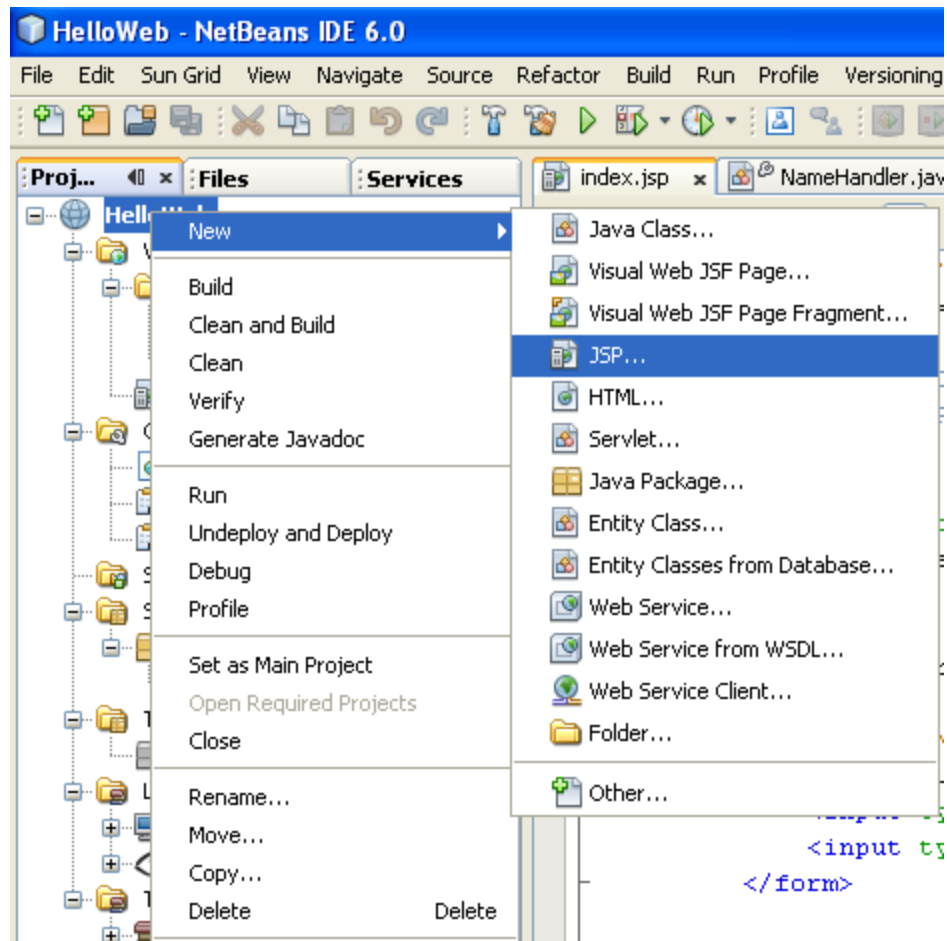 HelloWeb - NetBeans IDE 6.0
File Edit Sun Grid View Navigate Source Refactor Build Run Profile Versioning
Proj... Files Services index.jsp NameHandler.jav
New
Build
Clean and Build
Clean
Verify
Generate Javadoc
Run
Undeploy and Deploy
Debug
Profile
Set as Main Project
Open Required Projects
Close
Rename...
Move...
Copy...
Delete Delete
Java Class...
Visual Web JSF Page...
Visual Web JSF Page Fragment...
JSP...
HTML...
Servlet...
Java Package...
Entity Class...
Entity Classes from Database...
Web Service...
Web Service from WSDL...
Web Service Client...
Folder...
Other...
<input ty
</form>